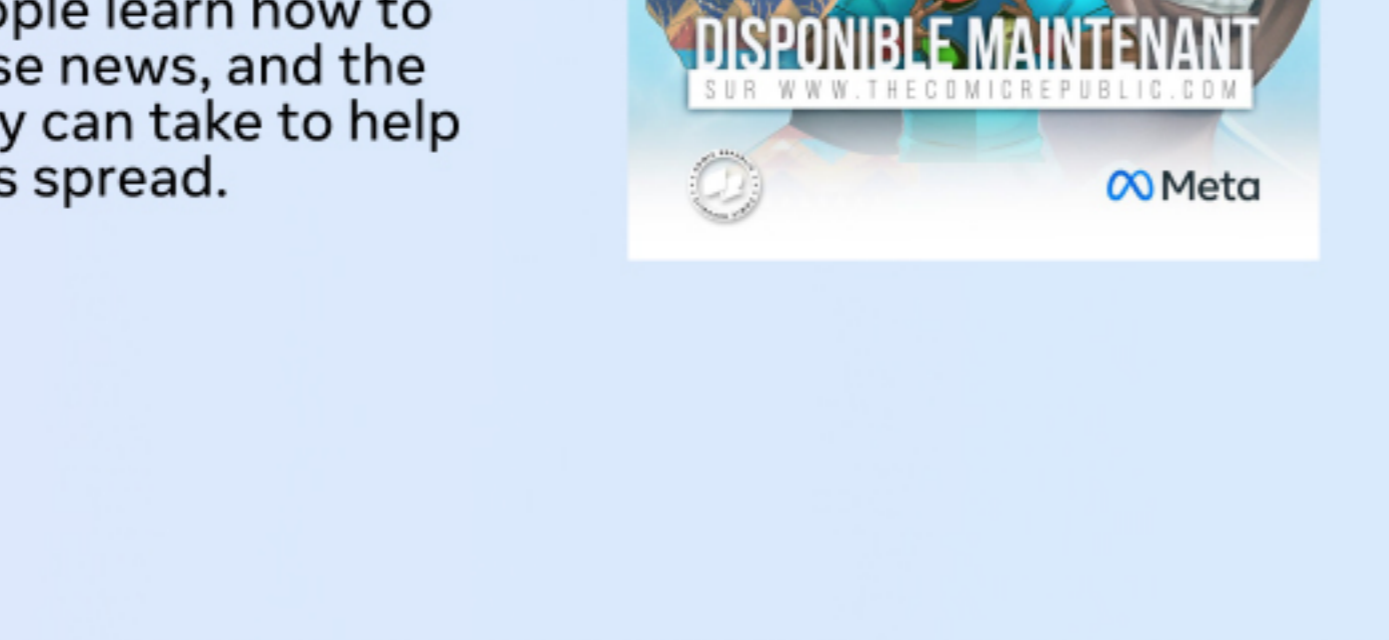 ople learn how to
se news, and the
y can take to help
s spread.
DISPONIBLE MAINTENANT
SUR WWW.THECOMICREPUBLIC.COM
Meta